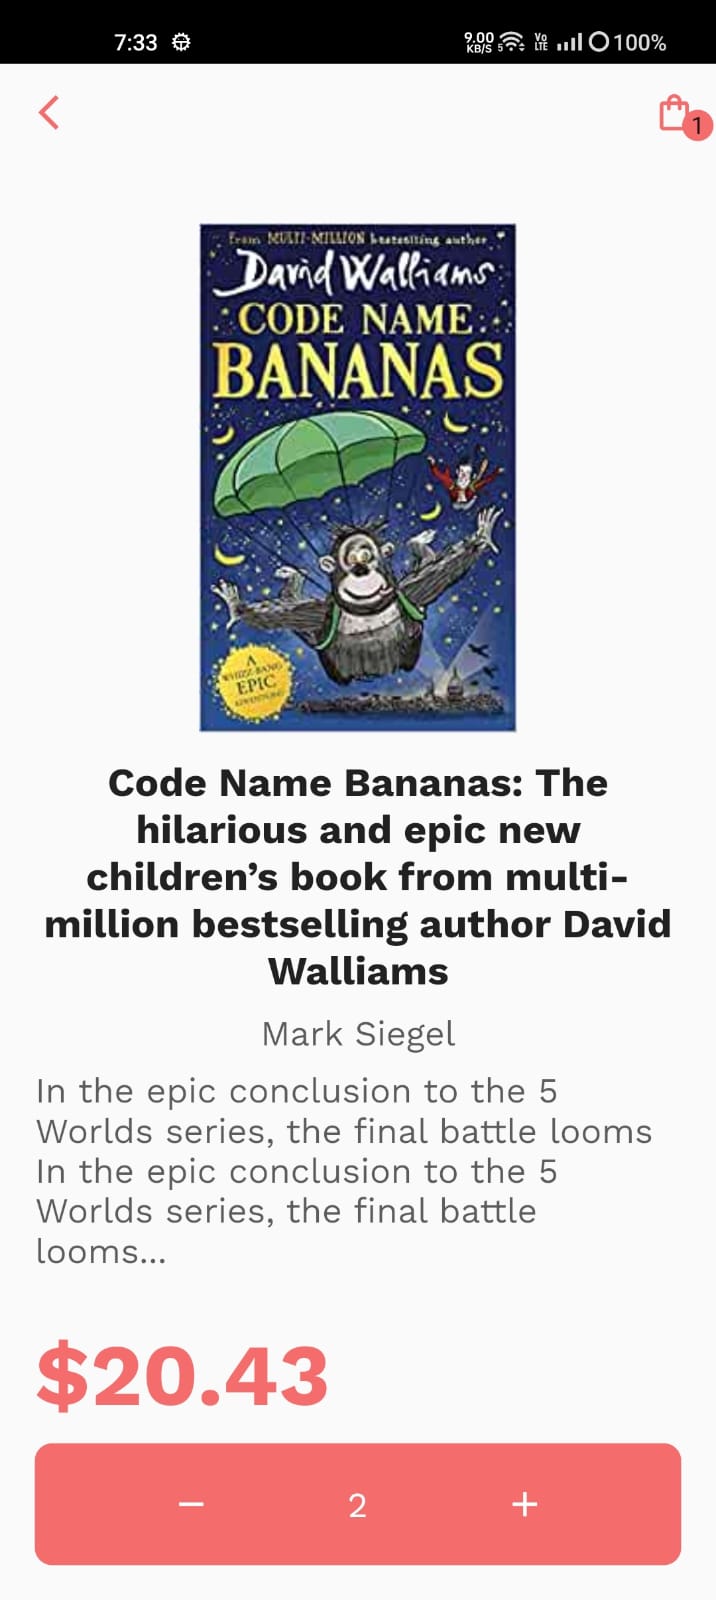 7:33 9.00 KB/S 5 Vo LTE 100%
1
From MULTI-MILLION bestselling author
David Walliams
CODE NAME
BANANAS
A
WHIZZ-BANG
EPIC
ADVENTURE
Code Name Bananas: The
hilarious and epic new
children’s book from multi-
million bestselling author David
Walliams
Mark Siegel
In the epic conclusion to the 5
Worlds series, the final battle looms
In the epic conclusion to the 5
Worlds series, the final battle
looms...
$20.43
− 2 +